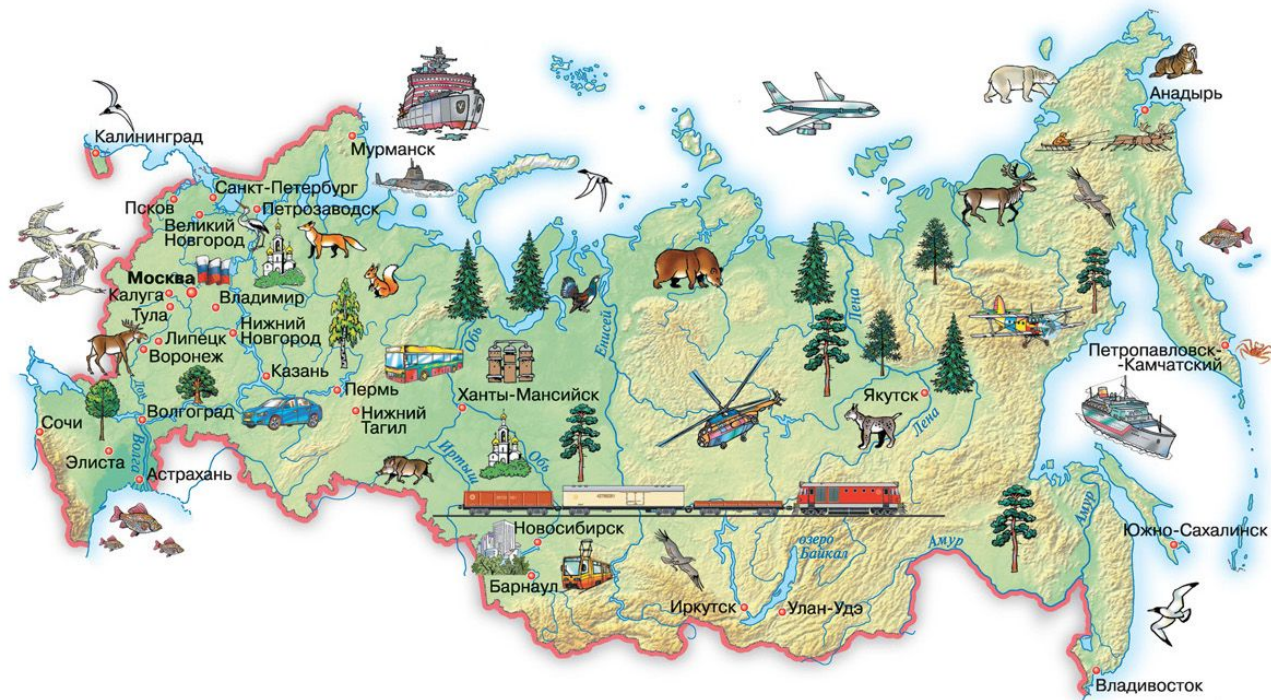 Калининград
Мурманск
Анадырь
Санкт-Петербург
Псков
Петрозаводск
Великий
Новгород
Москва
Калуга
Владимир
Тула
Нижний
Новгород
Липецк
Воронеж
Казань
Пермь
Нижний
Тагил
Ханты-Мансийск
Обь
Енисей
Лена
Якутск
Лена
Петропавловск-
-Камчатский
Дон
Волгоград
Сочи
Элиста
Волга
Астрахань
Иртыш
Обь
Новосибирск
Барнаул
озеро
Байкал
Иркутск
Улан-Удэ
Амур
Амур
Южно-Сахалинск
Владивосток